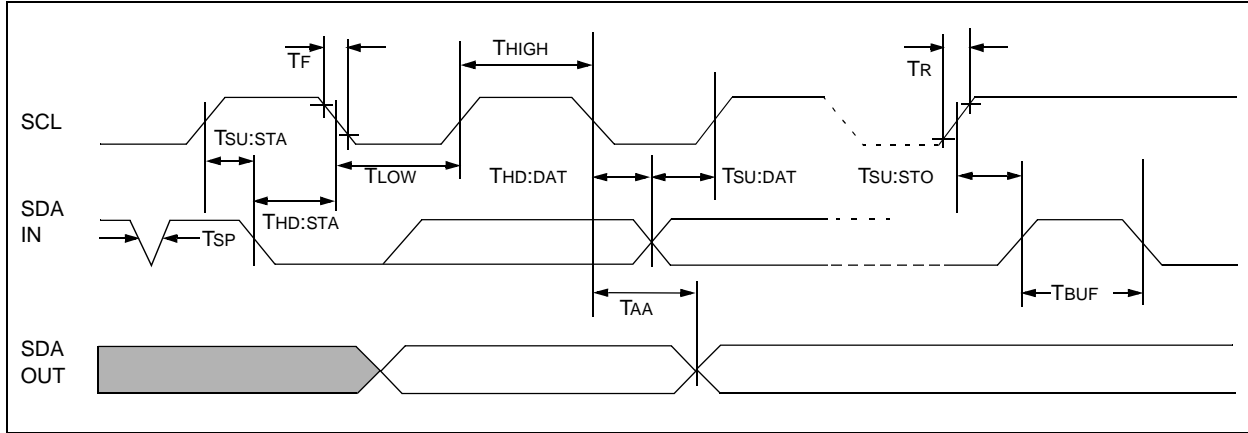 TF
THIGH
TR
SCL
TSU:STA
TLOW
THD:DAT
TSU:DAT
TSU:STO
SDA
IN
TSP
THD:STA
TAA
TBUF
SDA
OUT